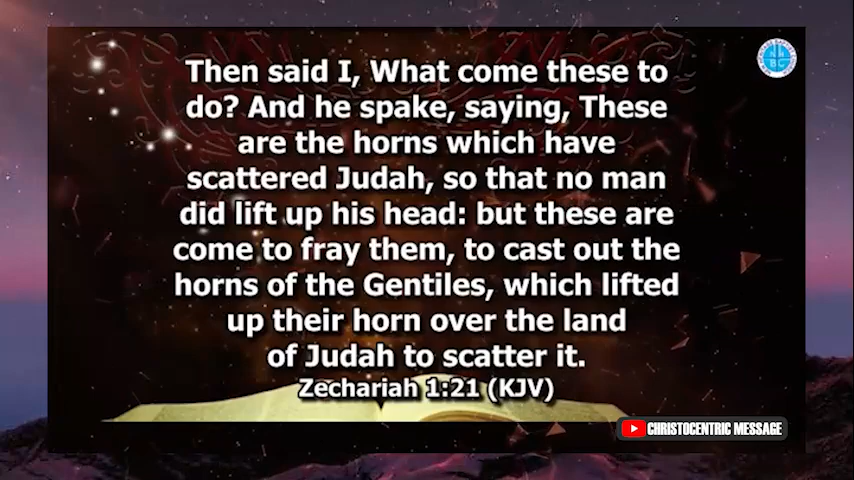 Then said I, What come these to
do? And he spake, saying, These
are the horns which have
scattered Judah, so that no man
did lift up his head: but these are
come to fray them, to cast out the
horns of the Gentiles, which lifted
up their horn over the land
of Judah to scatter it.
Zechariah 1:21 (KJV)
CHRISTOCENTRIC MESSAGE